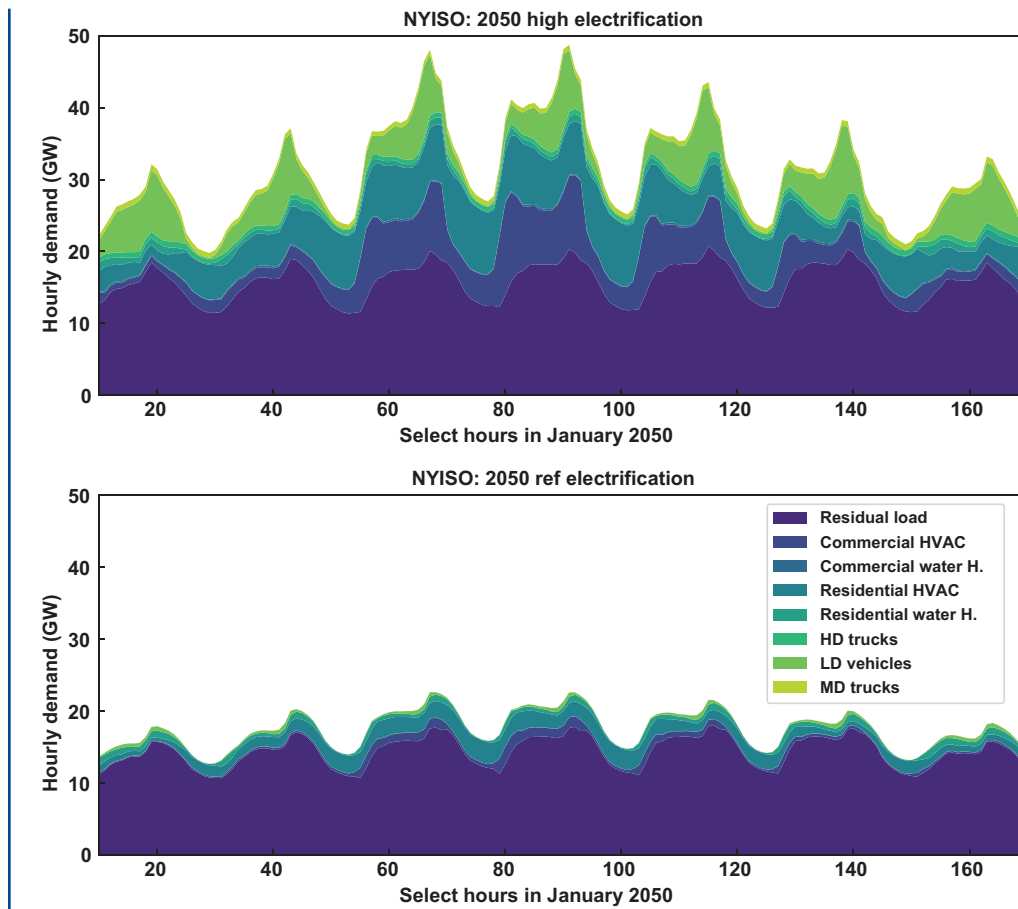 NYISO: 2050 high electrification
50
40
30
20
10
0
Hourly demand (GW)
20 40 60 80 100 120 140 160
Select hours in January 2050
NYISO: 2050 ref electrification
50
40
30
20
10
0
Hourly demand (GW)
Residual load
Commercial HVAC
Commercial water H.
Residential HVAC
Residential water H.
HD trucks
LD vehicles
MD trucks
20 40 60 80 100 120 140 160
Select hours in January 2050